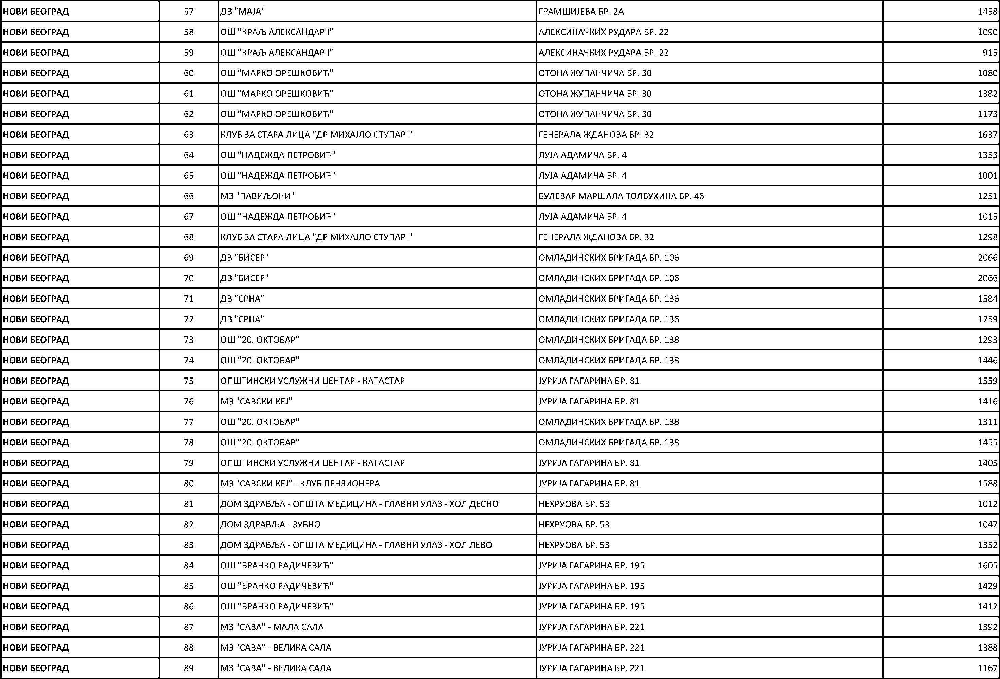 НОВИ БЕОГРАД 57 ДВ "МАЈА" ГРАМШИЈЕВА БР. 2А 1458
НОВИ БЕОГРАД 58 ОШ "КРАЉ АЛЕКСАНДАР I" АЛЕКСИНАЧКИХ РУДАРА БР. 22 1090
НОВИ БЕОГРАД 59 ОШ "КРАЉ АЛЕКСАНДАР I" АЛЕКСИНАЧКИХ РУДАРА БР. 22 915
НОВИ БЕОГРАД 60 ОШ "МАРКО ОРЕШКОВИЋ" ОТОНА ЖУПАНЧИЧА БР. 30 1080
НОВИ БЕОГРАД 61 ОШ "МАРКО ОРЕШКОВИЋ" ОТОНА ЖУПАНЧИЧА БР. 30 1382
НОВИ БЕОГРАД 62 ОШ "МАРКО ОРЕШКОВИЋ" ОТОНА ЖУПАНЧИЧА БР. 30 1173
НОВИ БЕОГРАД 63 КЛУБ ЗА СТАРА ЛИЦА "ДР МИХАЈЛО СТУПАР I" ГЕНЕРАЛА ЖДАНОВА БР. 32 1637
НОВИ БЕОГРАД 64 ОШ "НАДЕЖДА ПЕТРОВИЋ" ЛУЈА АДАМИЧА БР. 4 1353
НОВИ БЕОГРАД 65 ОШ "НАДЕЖДА ПЕТРОВИЋ" ЛУЈА АДАМИЧА БР. 4 1001
НОВИ БЕОГРАД 66 МЗ "ПАВИЉОНИ" БУЛЕВАР МАРШАЛА ТОЛБУХИНА БР. 46 1251
НОВИ БЕОГРАД 67 ОШ "НАДЕЖДА ПЕТРОВИЋ" ЛУЈА АДАМИЧА БР. 4 1015
НОВИ БЕОГРАД 68 КЛУБ ЗА СТАРА ЛИЦА "ДР МИХАЈЛО СТУПАР I" ГЕНЕРАЛА ЖДАНОВА БР. 32 1298
НОВИ БЕОГРАД 69 ДВ "БИСЕР" ОМЛАДИНСКИХ БРИГАДА БР. 106 2066
НОВИ БЕОГРАД 70 ДВ "БИСЕР" ОМЛАДИНСКИХ БРИГАДА БР. 106 2066
НОВИ БЕОГРАД 71 ДВ "СРНА" ОМЛАДИНСКИХ БРИГАДА БР. 136 1584
НОВИ БЕОГРАД 72 ДВ "СРНА" ОМЛАДИНСКИХ БРИГАДА БР. 136 1259
НОВИ БЕОГРАД 73 ОШ "20. ОКТОБАР" ОМЛАДИНСКИХ БРИГАДА БР. 138 1293
НОВИ БЕОГРАД 74 ОШ "20. ОКТОБАР" ОМЛАДИНСКИХ БРИГАДА БР. 138 1446
НОВИ БЕОГРАД 75 ОПШТИНСКИ УСЛУЖНИ ЦЕНТАР - КАТАСТАР ЈУРИЈА ГАГАРИНА БР. 81 1559
НОВИ БЕОГРАД 76 МЗ "САВСКИ КЕЈ" ЈУРИЈА ГАГАРИНА БР. 81 1416
НОВИ БЕОГРАД 77 ОШ "20. ОКТОБАР" ОМЛАДИНСКИХ БРИГАДА БР. 138 1311
НОВИ БЕОГРАД 78 ОШ "20. ОКТОБАР" ОМЛАДИНСКИХ БРИГАДА БР. 138 1455
НОВИ БЕОГРАД 79 ОПШТИНСКИ УСЛУЖНИ ЦЕНТАР - КАТАСТАР ЈУРИЈА ГАГАРИНА БР. 81 1405
НОВИ БЕОГРАД 80 МЗ "САВСКИ КЕЈ" - КЛУБ ПЕНЗИОНЕРА ЈУРИЈА ГАГАРИНА БР. 81 1588
НОВИ БЕОГРАД 81 ДОМ ЗДРАВЉА - ОПШТА МЕДИЦИНА - ГЛАВНИ УЛАЗ - ХОЛ ДЕСНО НЕХРУОВА БР. 53 1012
НОВИ БЕОГРАД 82 ДОМ ЗДРАВЉА - ЗУБНО НЕХРУОВА БР. 53 1047
НОВИ БЕОГРАД 83 ДОМ ЗДРАВЉА - ОПШТА МЕДИЦИНА - ГЛАВНИ УЛАЗ - ХОЛ ЛЕВО НЕХРУОВА БР. 53 1352
НОВИ БЕОГРАД 84 ОШ "БРАНКО РАДИЧЕВИЋ" ЈУРИЈА ГАГАРИНА БР. 195 1605
НОВИ БЕОГРАД 85 ОШ "БРАНКО РАДИЧЕВИЋ" ЈУРИЈА ГАГАРИНА БР. 195 1429
НОВИ БЕОГРАД 86 ОШ "БРАНКО РАДИЧЕВИЋ" ЈУРИЈА ГАГАРИНА БР. 195 1412
НОВИ БЕОГРАД 87 МЗ "САВА" - МАЛА САЛА ЈУРИЈА ГАГАРИНА БР. 221 1392
НОВИ БЕОГРАД 88 МЗ "САВА" - ВЕЛИКА САЛА ЈУРИЈА ГАГАРИНА БР. 221 1388
НОВИ БЕОГРАД 89 МЗ "САВА" - ВЕЛИКА САЛА ЈУРИЈА ГАГАРИНА БР. 221 1167